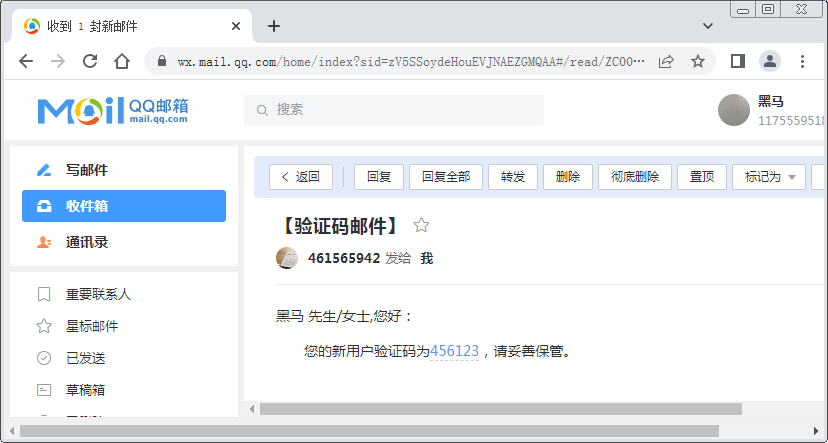 收到 1 封新邮件
wx.mail.qq.com/home/index?sid=zV5SSoydeHouEVJNAEZGMQAA#/read/ZC00...
Mail QQ邮箱
mail.qq.com
搜索
黑马
1175559518
写邮件
收件箱
通讯录
重要联系人
星标邮件
已发送
草稿箱
返回 回复 回复全部 转发 删除 彻底删除 置顶 标记为
【验证码邮件】
461565942 发给 我
黑马 先生/女士,您好：
您的新用户验证码为456123，请妥善保管。